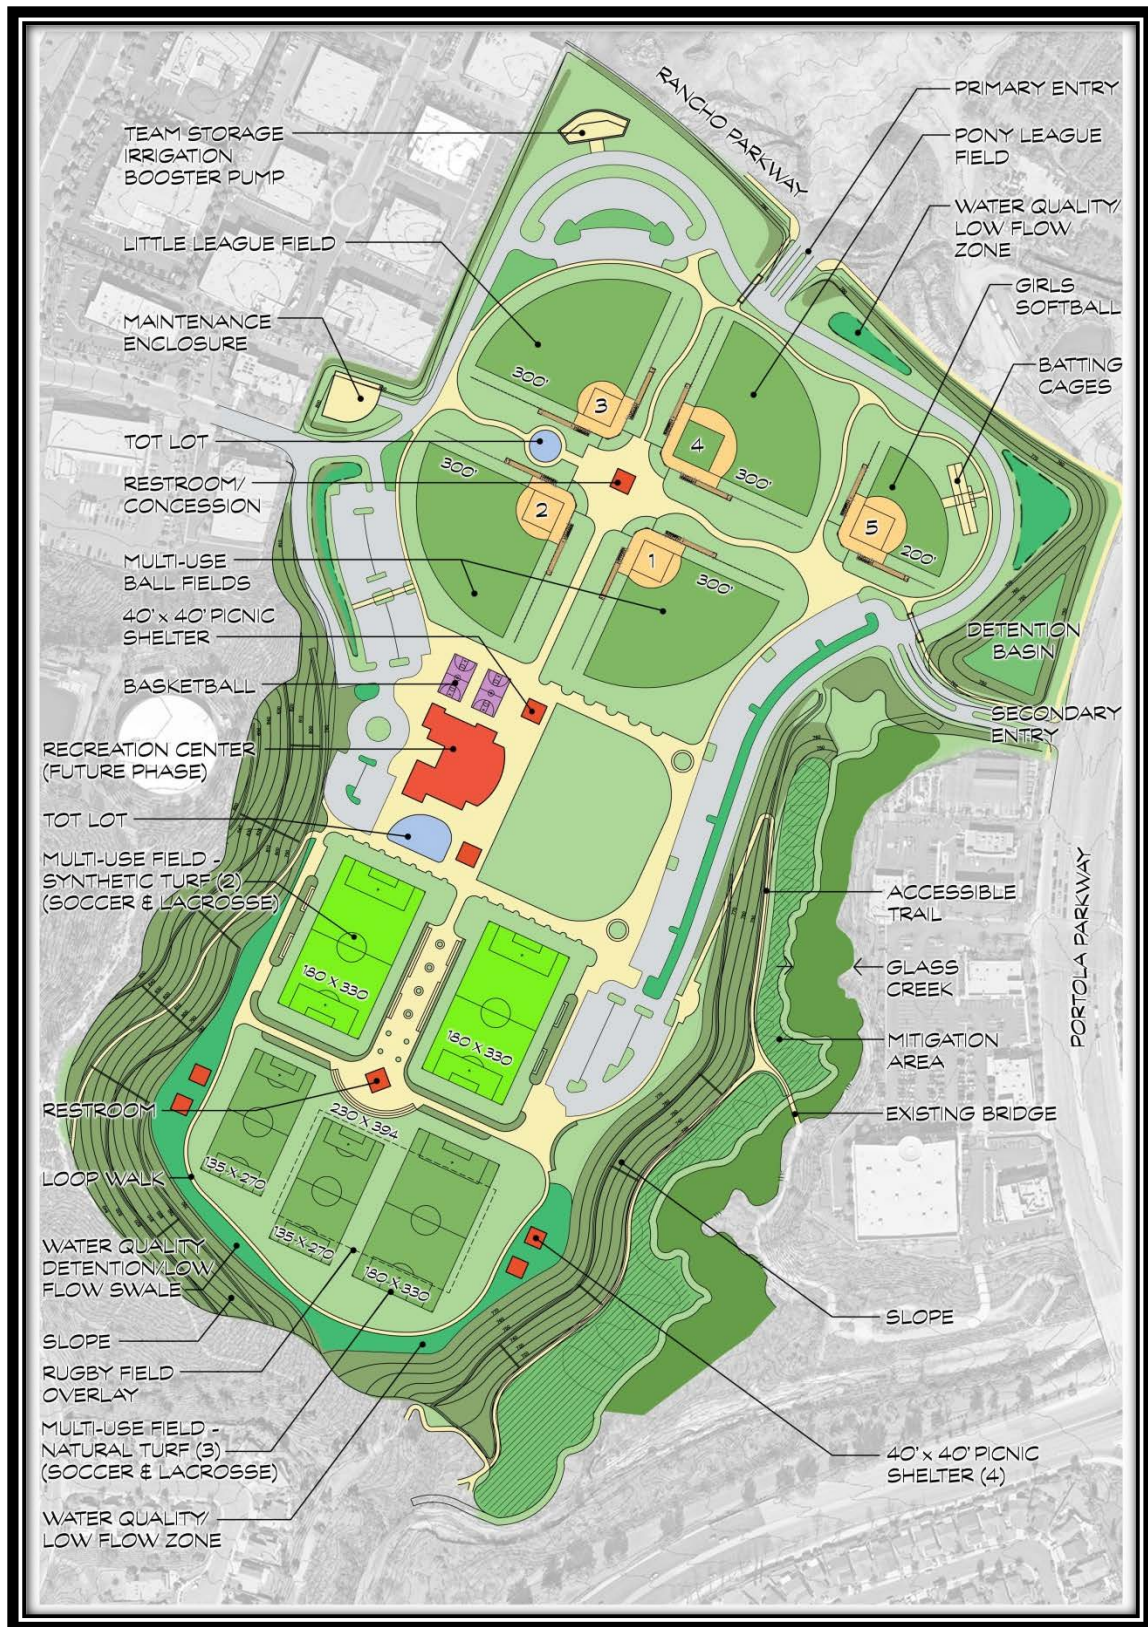 RANCHO PARKWAY
PRIMARY ENTRY
PONY LEAGUE
FIELD
WATER QUALITY/
LOW FLOW
ZONE
GIRLS
SOFTBALL
BATTING
CAGES
TEAM STORAGE
IRRIGATION
BOOSTER PUMP
LITTLE LEAGUE FIELD
MAINTENANCE
ENCLOSURE
TOT LOT
RESTROOM/
CONCESSION
MULTI-USE
BALL FIELDS
40' x 40' PICNIC
SHELTER
BASKETBALL
RECREATION CENTER
(FUTURE PHASE)
TOT LOT
MULTI-USE FIELD -
SYNTHETIC TURF (2)
(SOCCER & LACROSSE)
RESTROOM
LOOP WALK
WATER QUALITY
DETENTION/LOW
FLOW SWALE
SLOPE
RUGBY FIELD
OVERLAY
MULTI-USE FIELD -
NATURAL TURF (3)
(SOCCER & LACROSSE)
WATER QUALITY/
LOW FLOW ZONE
300'
3
4
300'
300'
2
1
300'
5
200'
DETENTION
BASIN
SECONDARY
ENTRY
PORTOLA PARKWAY
ACCESSIBLE
TRAIL
GLASS
CREEK
MITIGATION
AREA
EXISTING BRIDGE
SLOPE
40' x 40' PICNIC
SHELTER (4)
180 X 330
180 X 330
230 X 394
135 X 270
135 X 270
180 X 330